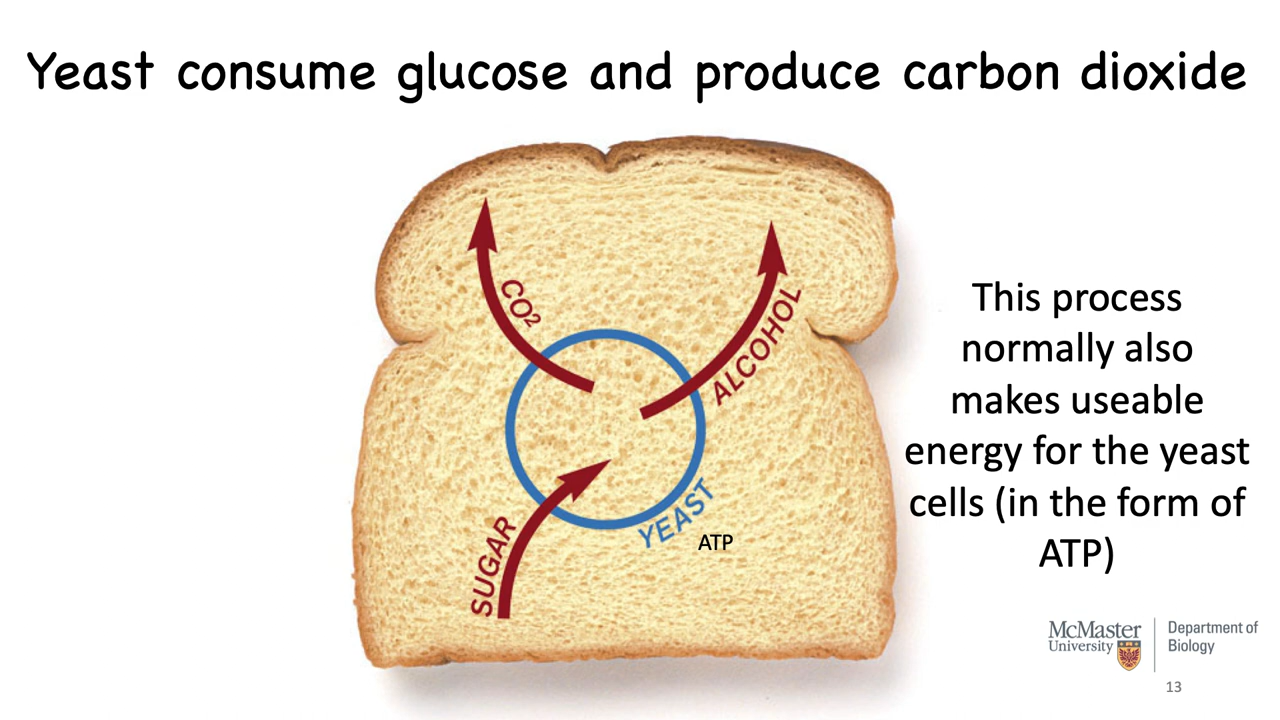 Yeast consume glucose and produce carbon dioxide
CO²
ALCOHOL
SUGAR
YEAST
ATP
This process
normally also
makes useable
energy for the yeast
cells (in the form of
ATP)
McMaster
University
Department of
Biology
13